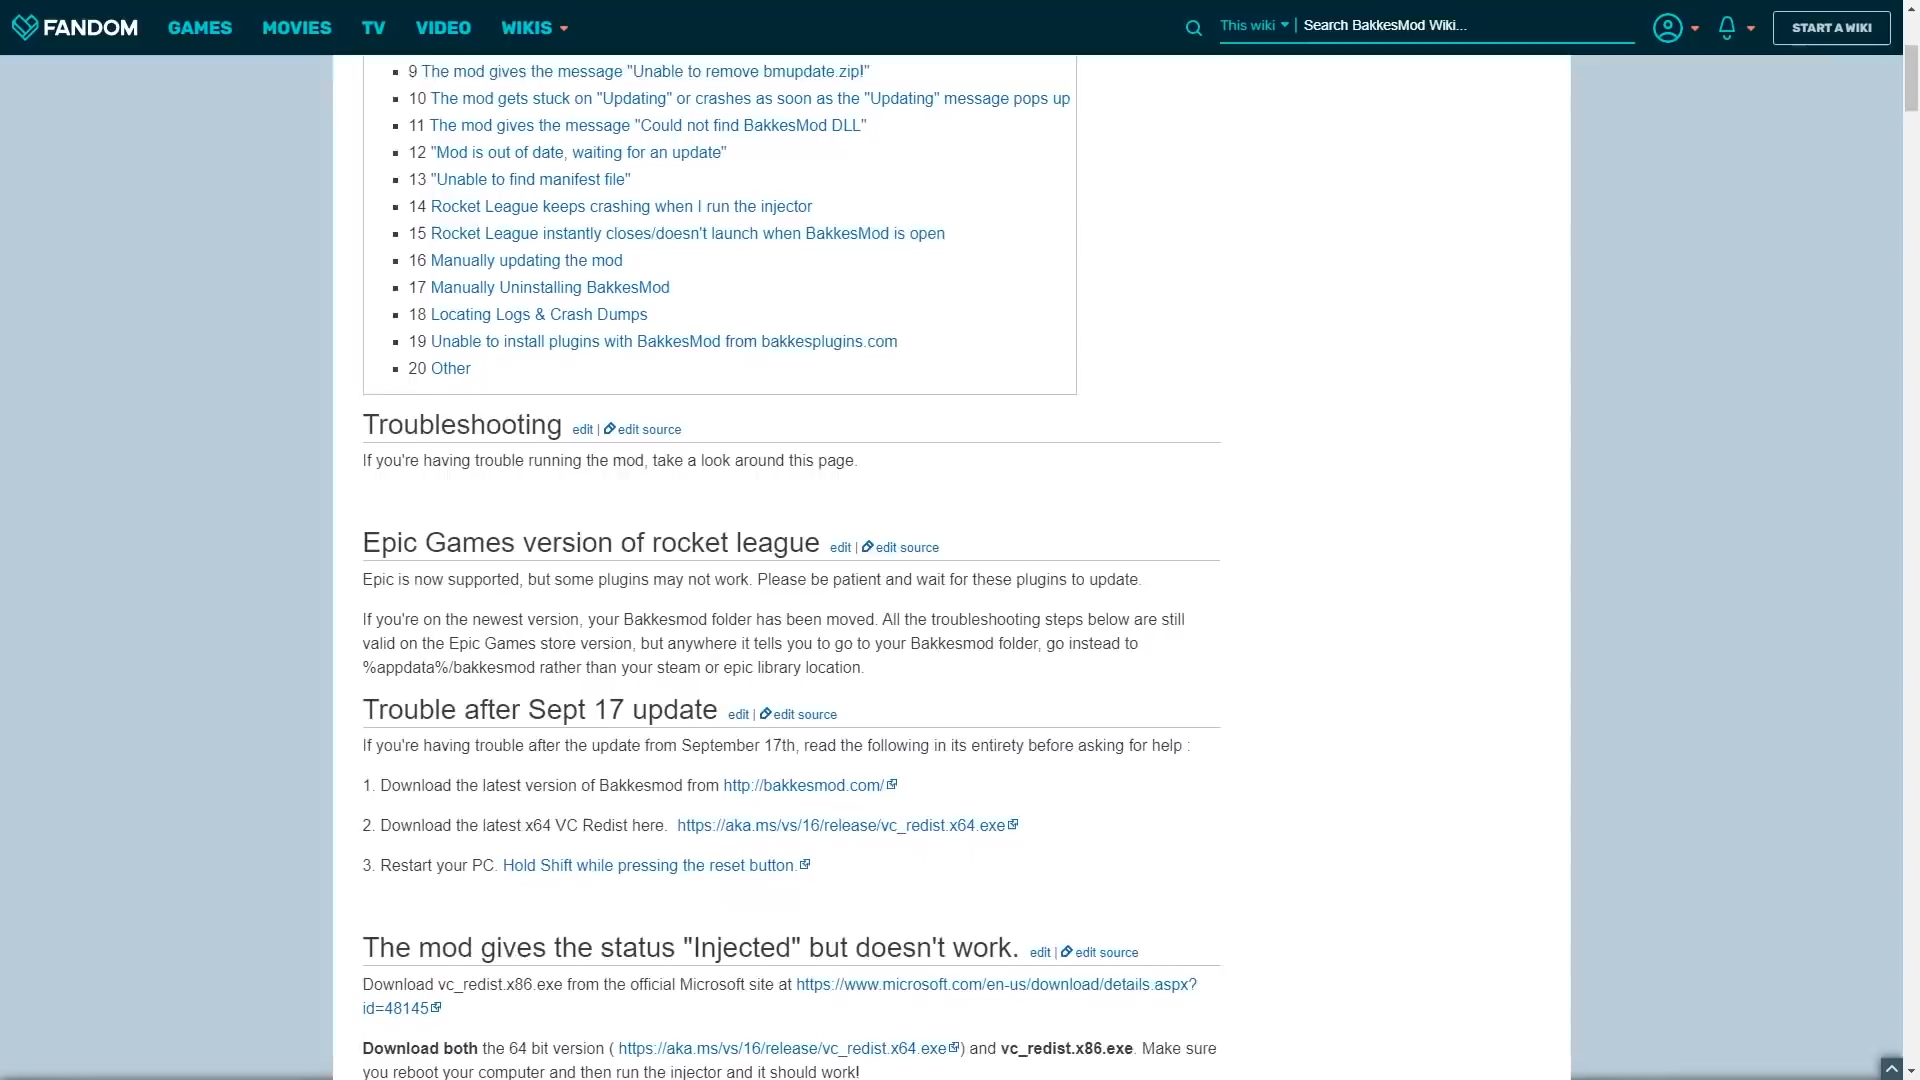 FANDOM GAMES MOVIES TV VIDEO WIKIS This wiki | Search BakkesMod Wiki... START A WIKI
9 The mod gives the message "Unable to remove bmupdate.zip!"
10 The mod gets stuck on "Updating" or crashes as soon as the "Updating" message pops up
11 The mod gives the message "Could not find BakkesMod DLL"
12 "Mod is out of date, waiting for an update"
13 "Unable to find manifest file"
14 Rocket League keeps crashing when I run the injector
15 Rocket League instantly closes/doesn't launch when BakkesMod is open
16 Manually updating the mod
17 Manually Uninstalling BakkesMod
18 Locating Logs & Crash Dumps
19 Unable to install plugins with BakkesMod from bakkesplugins.com
20 Other
Troubleshooting edit | edit source
If you're having trouble running the mod, take a look around this page.
Epic Games version of rocket league edit | edit source
Epic is now supported, but some plugins may not work. Please be patient and wait for these plugins to update.
If you're on the newest version, your Bakkesmod folder has been moved. All the troubleshooting steps below are still
valid on the Epic Games store version, but anywhere it tells you to go to your Bakkesmod folder, go instead to
%appdata%/bakkesmod rather than your steam or epic library location.
Trouble after Sept 17 update edit | edit source
If you're having trouble after the update from September 17th, read the following in its entirety before asking for help :
1. Download the latest version of Bakkesmod from http://bakkesmod.com/
2. Download the latest x64 VC Redist here. https://aka.ms/vs/16/release/vc_redist.x64.exe
3. Restart your PC. Hold Shift while pressing the reset button.
The mod gives the status "Injected" but doesn't work. edit | edit source
Download vc_redist.x86.exe from the official Microsoft site at https://www.microsoft.com/en-us/download/details.aspx?
id=48145
Download both the 64 bit version ( https://aka.ms/vs/16/release/vc_redist.x64.exe) and vc_redist.x86.exe. Make sure
you reboot your computer and then run the injector and it should work!